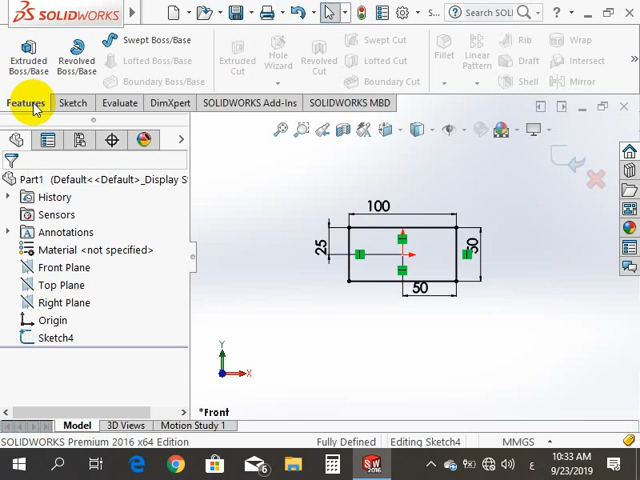 SOLIDWORKS
S...
Search SOLIDWORKS
Extruded Boss/Base
Revolved Boss/Base
Swept Boss/Base
Lofted Boss/Base
Boundary Boss/Base
Extruded Cut
Hole Wizard
Revolved Cut
Swept Cut
Lofted Cut
Boundary Cut
Fillet
Linear Pattern
Rib
Draft
Shell
Wrap
Intersect
Mirror
Features
Sketch
Evaluate
DimXpert
SOLIDWORKS Add-Ins
SOLIDWORKS MBD
Part1 (Default<<Default>_Display S
History
Sensors
Annotations
Material <not specified>
Front Plane
Top Plane
Right Plane
Origin
Sketch4
100
25
50
50
Y
X
*Front
Model
3D Views
Motion Study 1
SOLIDWORKS Premium 2016 x64 Edition
Fully Defined
Editing Sketch4
MMGS
6
SW
2016
ع
10:33 AM
9/23/2019